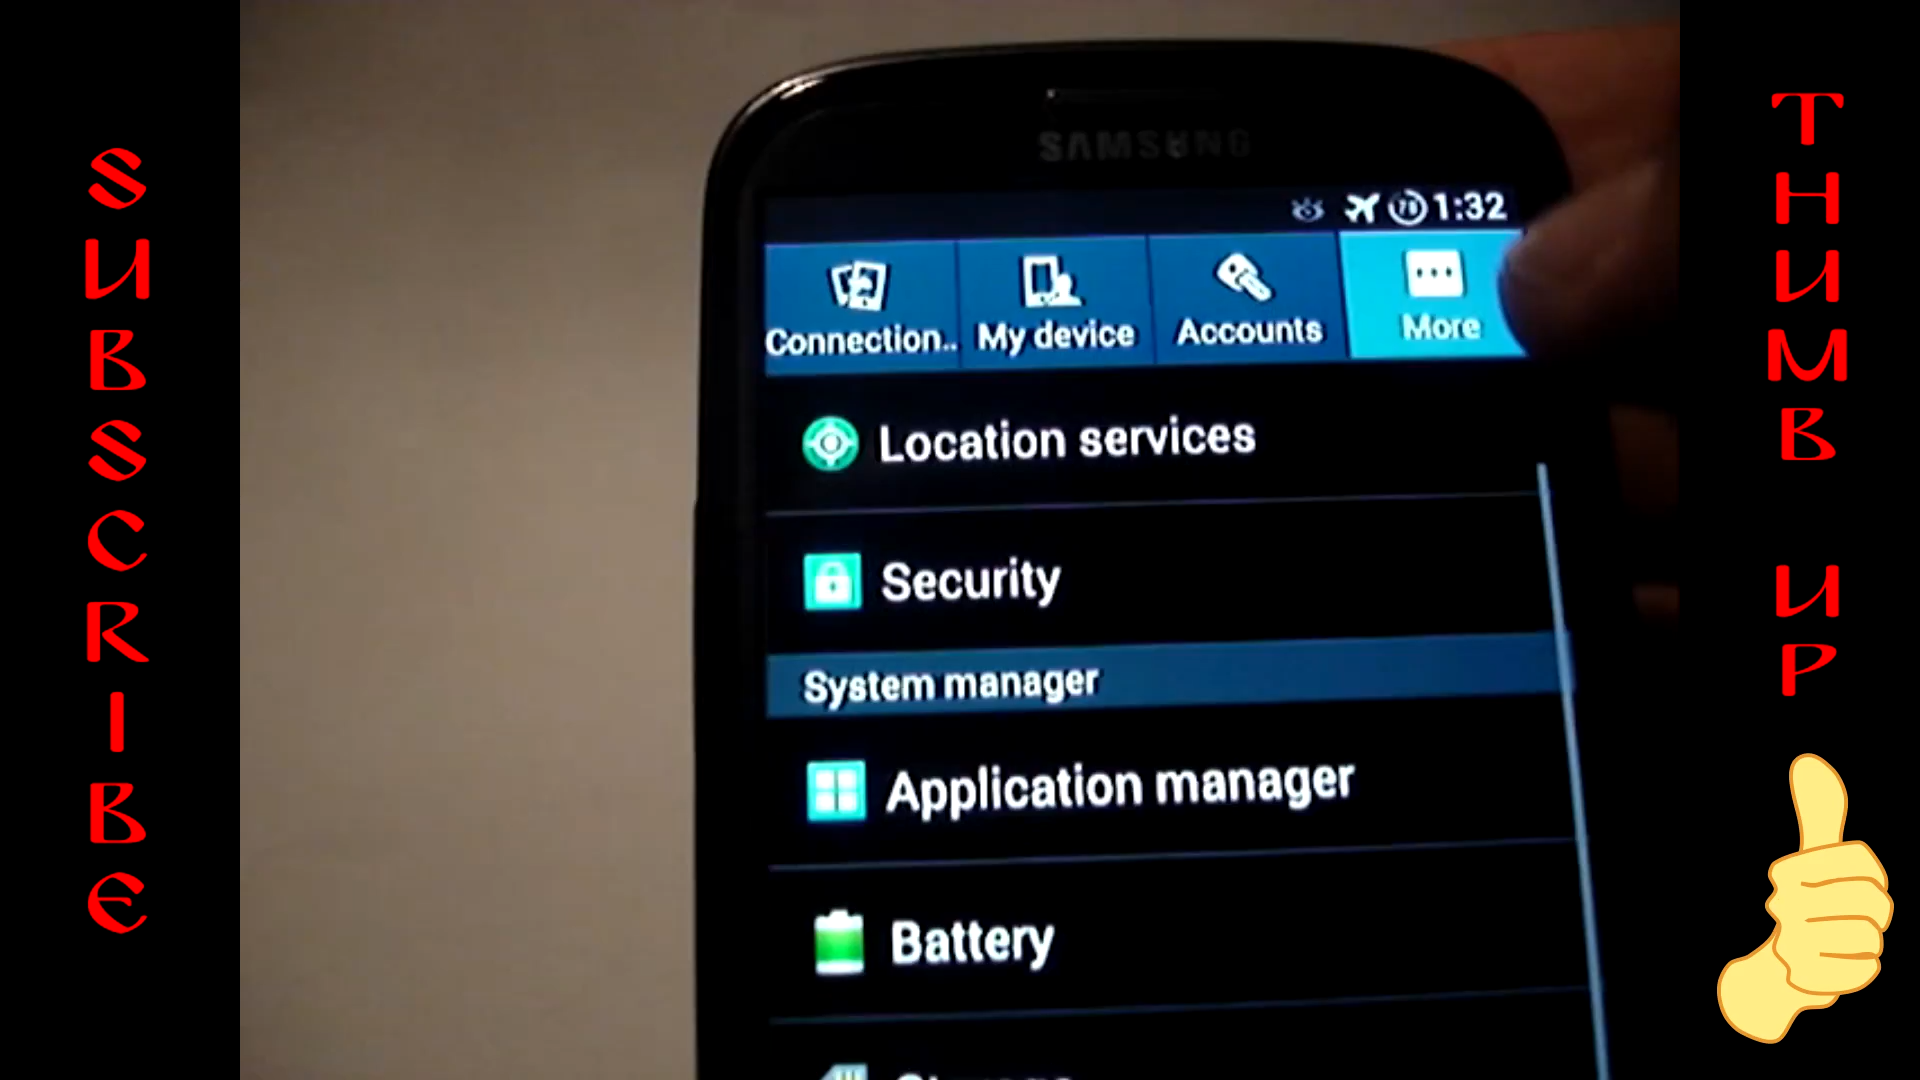 SUBSCRIBE
SAMSUNG
1:32
Connection..
My device
Accounts
More
Location services
Security
System manager
Application manager
Battery
Storage
THUMB UP